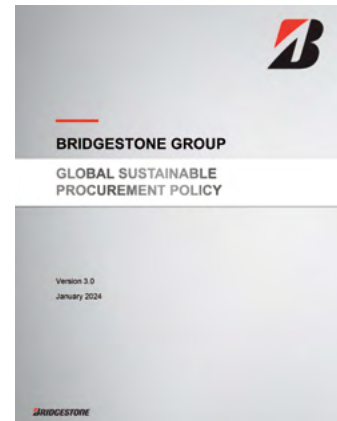 BRIDGESTONE GROUP
GLOBAL SUSTAINABLE
PROCUREMENT POLICY
Version 3.0
January 2024
BRIDGESTONE